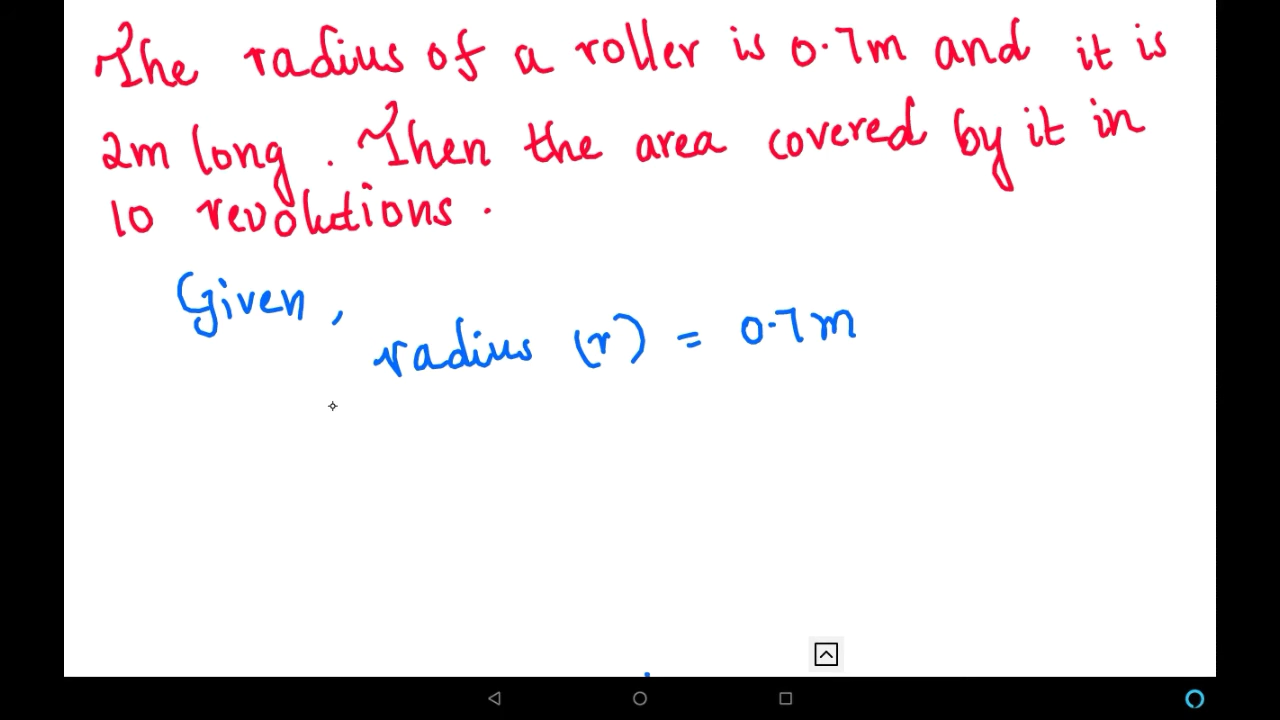 The radius of a roller is 0.7m and it is
2m long. Then the area covered by it in
10 revolutions.
Given,
radius (r) = 0.7m